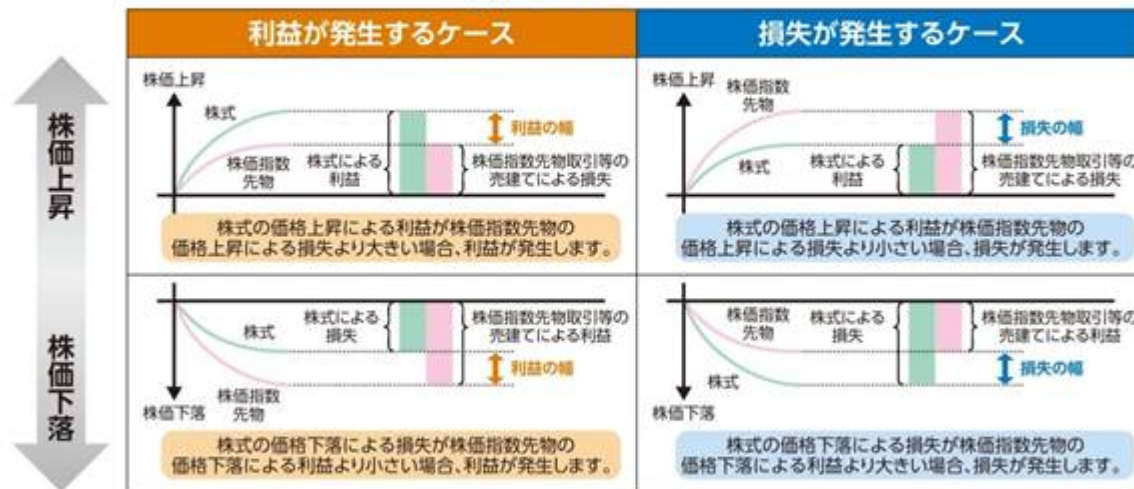 利益が発生するケース
損失が発生するケース
株価上昇
株価下落
株価上昇
株式
株価指数
先物
株式による
利益
利益の幅
株価指数先物取引等の
売建てによる損失
株式の価格上昇による利益が株価指数先物の
価格上昇による損失より大きい場合、利益が発生します。
株価上昇
株価指数
先物
株式
株式による
利益
損失の幅
株価指数先物取引等の
売建てによる損失
株式の価格上昇による利益が株価指数先物の
価格上昇による損失より小さい場合、損失が発生します。
株式
株価指数
先物
株価下落
株式による
損失
株価指数先物取引等の
売建てによる利益
利益の幅
株式の価格下落による損失が株価指数先物の
価格下落による利益より小さい場合、利益が発生します。
株価指数
先物
株式
株価下落
株式による
損失
株価指数先物取引等の
売建てによる利益
損失の幅
株式の価格下落による損失が株価指数先物の
価格下落による利益より大きい場合、損失が発生します。